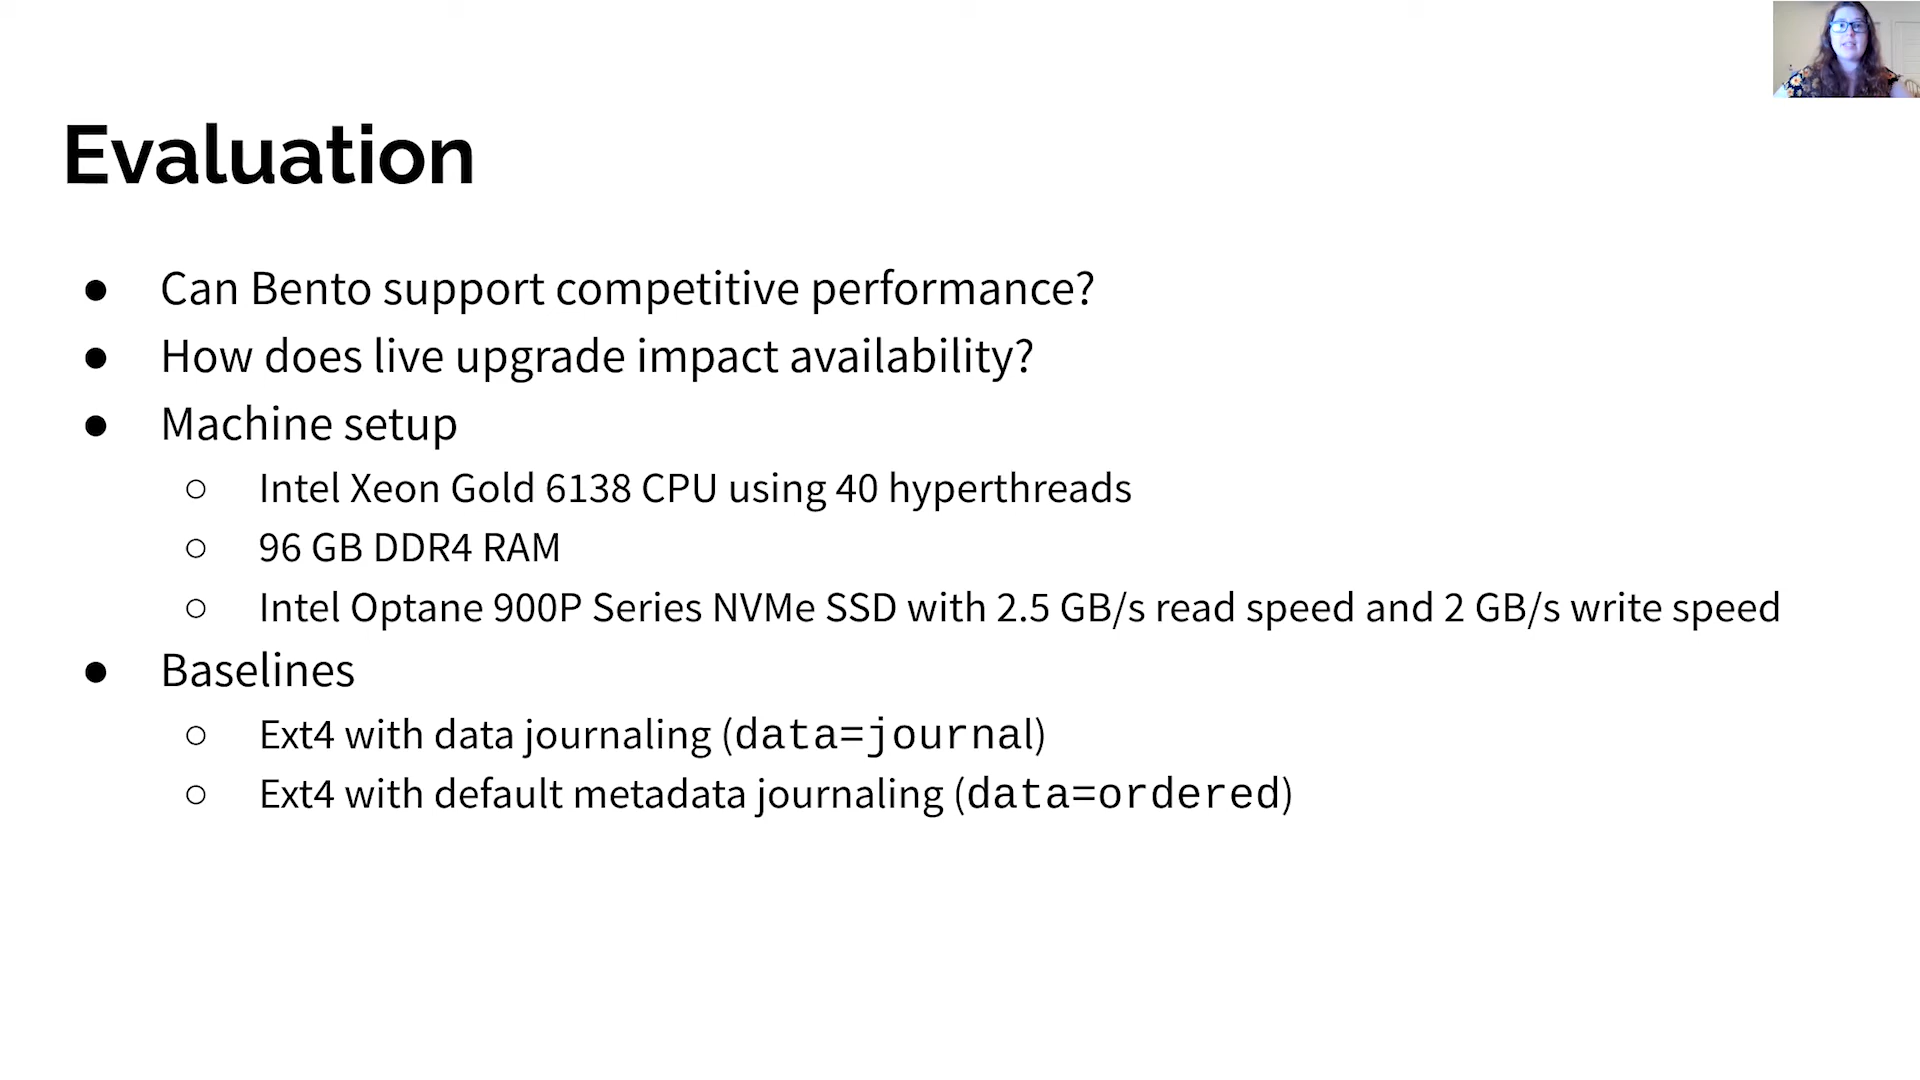 Evaluation
● Can Bento support competitive performance?
● How does live upgrade impact availability?
● Machine setup
○ Intel Xeon Gold 6138 CPU using 40 hyperthreads
○ 96 GB DDR4 RAM
○ Intel Optane 900P Series NVMe SSD with 2.5 GB/s read speed and 2 GB/s write speed
● Baselines
○ Ext4 with data journaling (data=journal)
○ Ext4 with default metadata journaling (data=ordered)